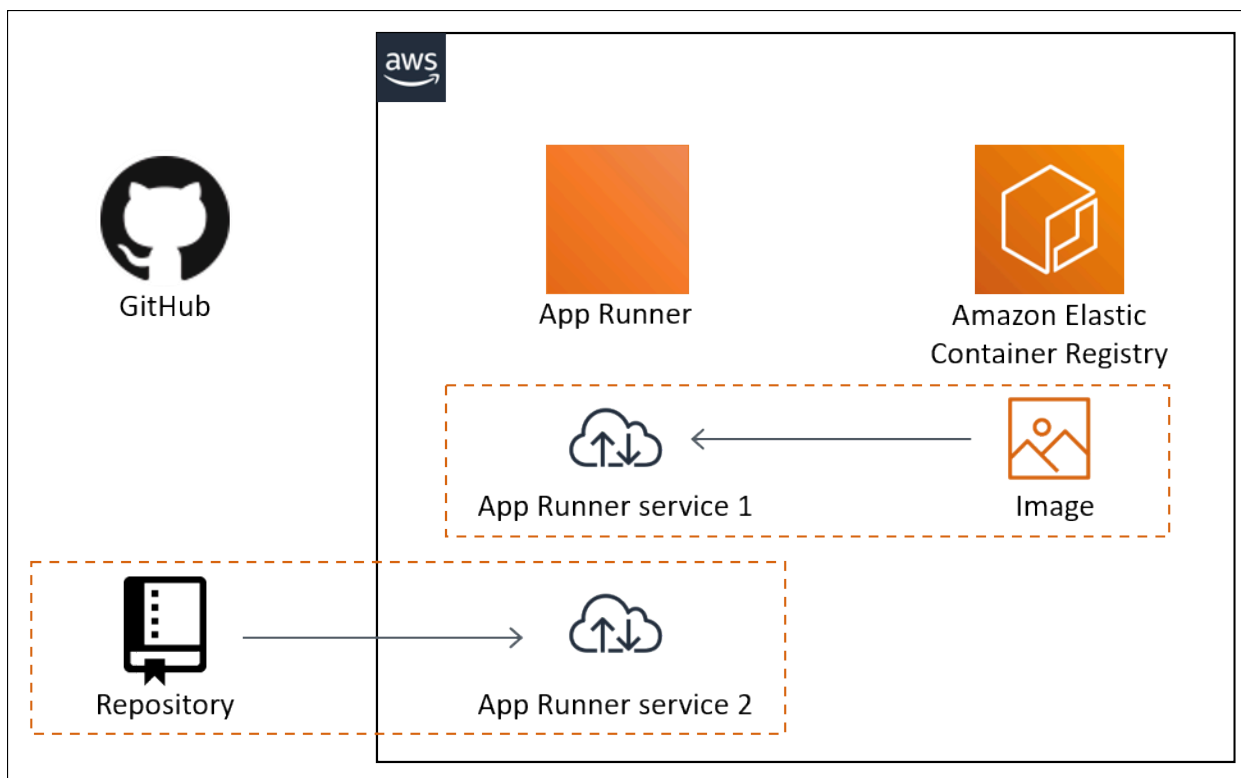 aws
GitHub
App Runner
Amazon Elastic
Container Registry
App Runner service 1
Image
Repository
App Runner service 2